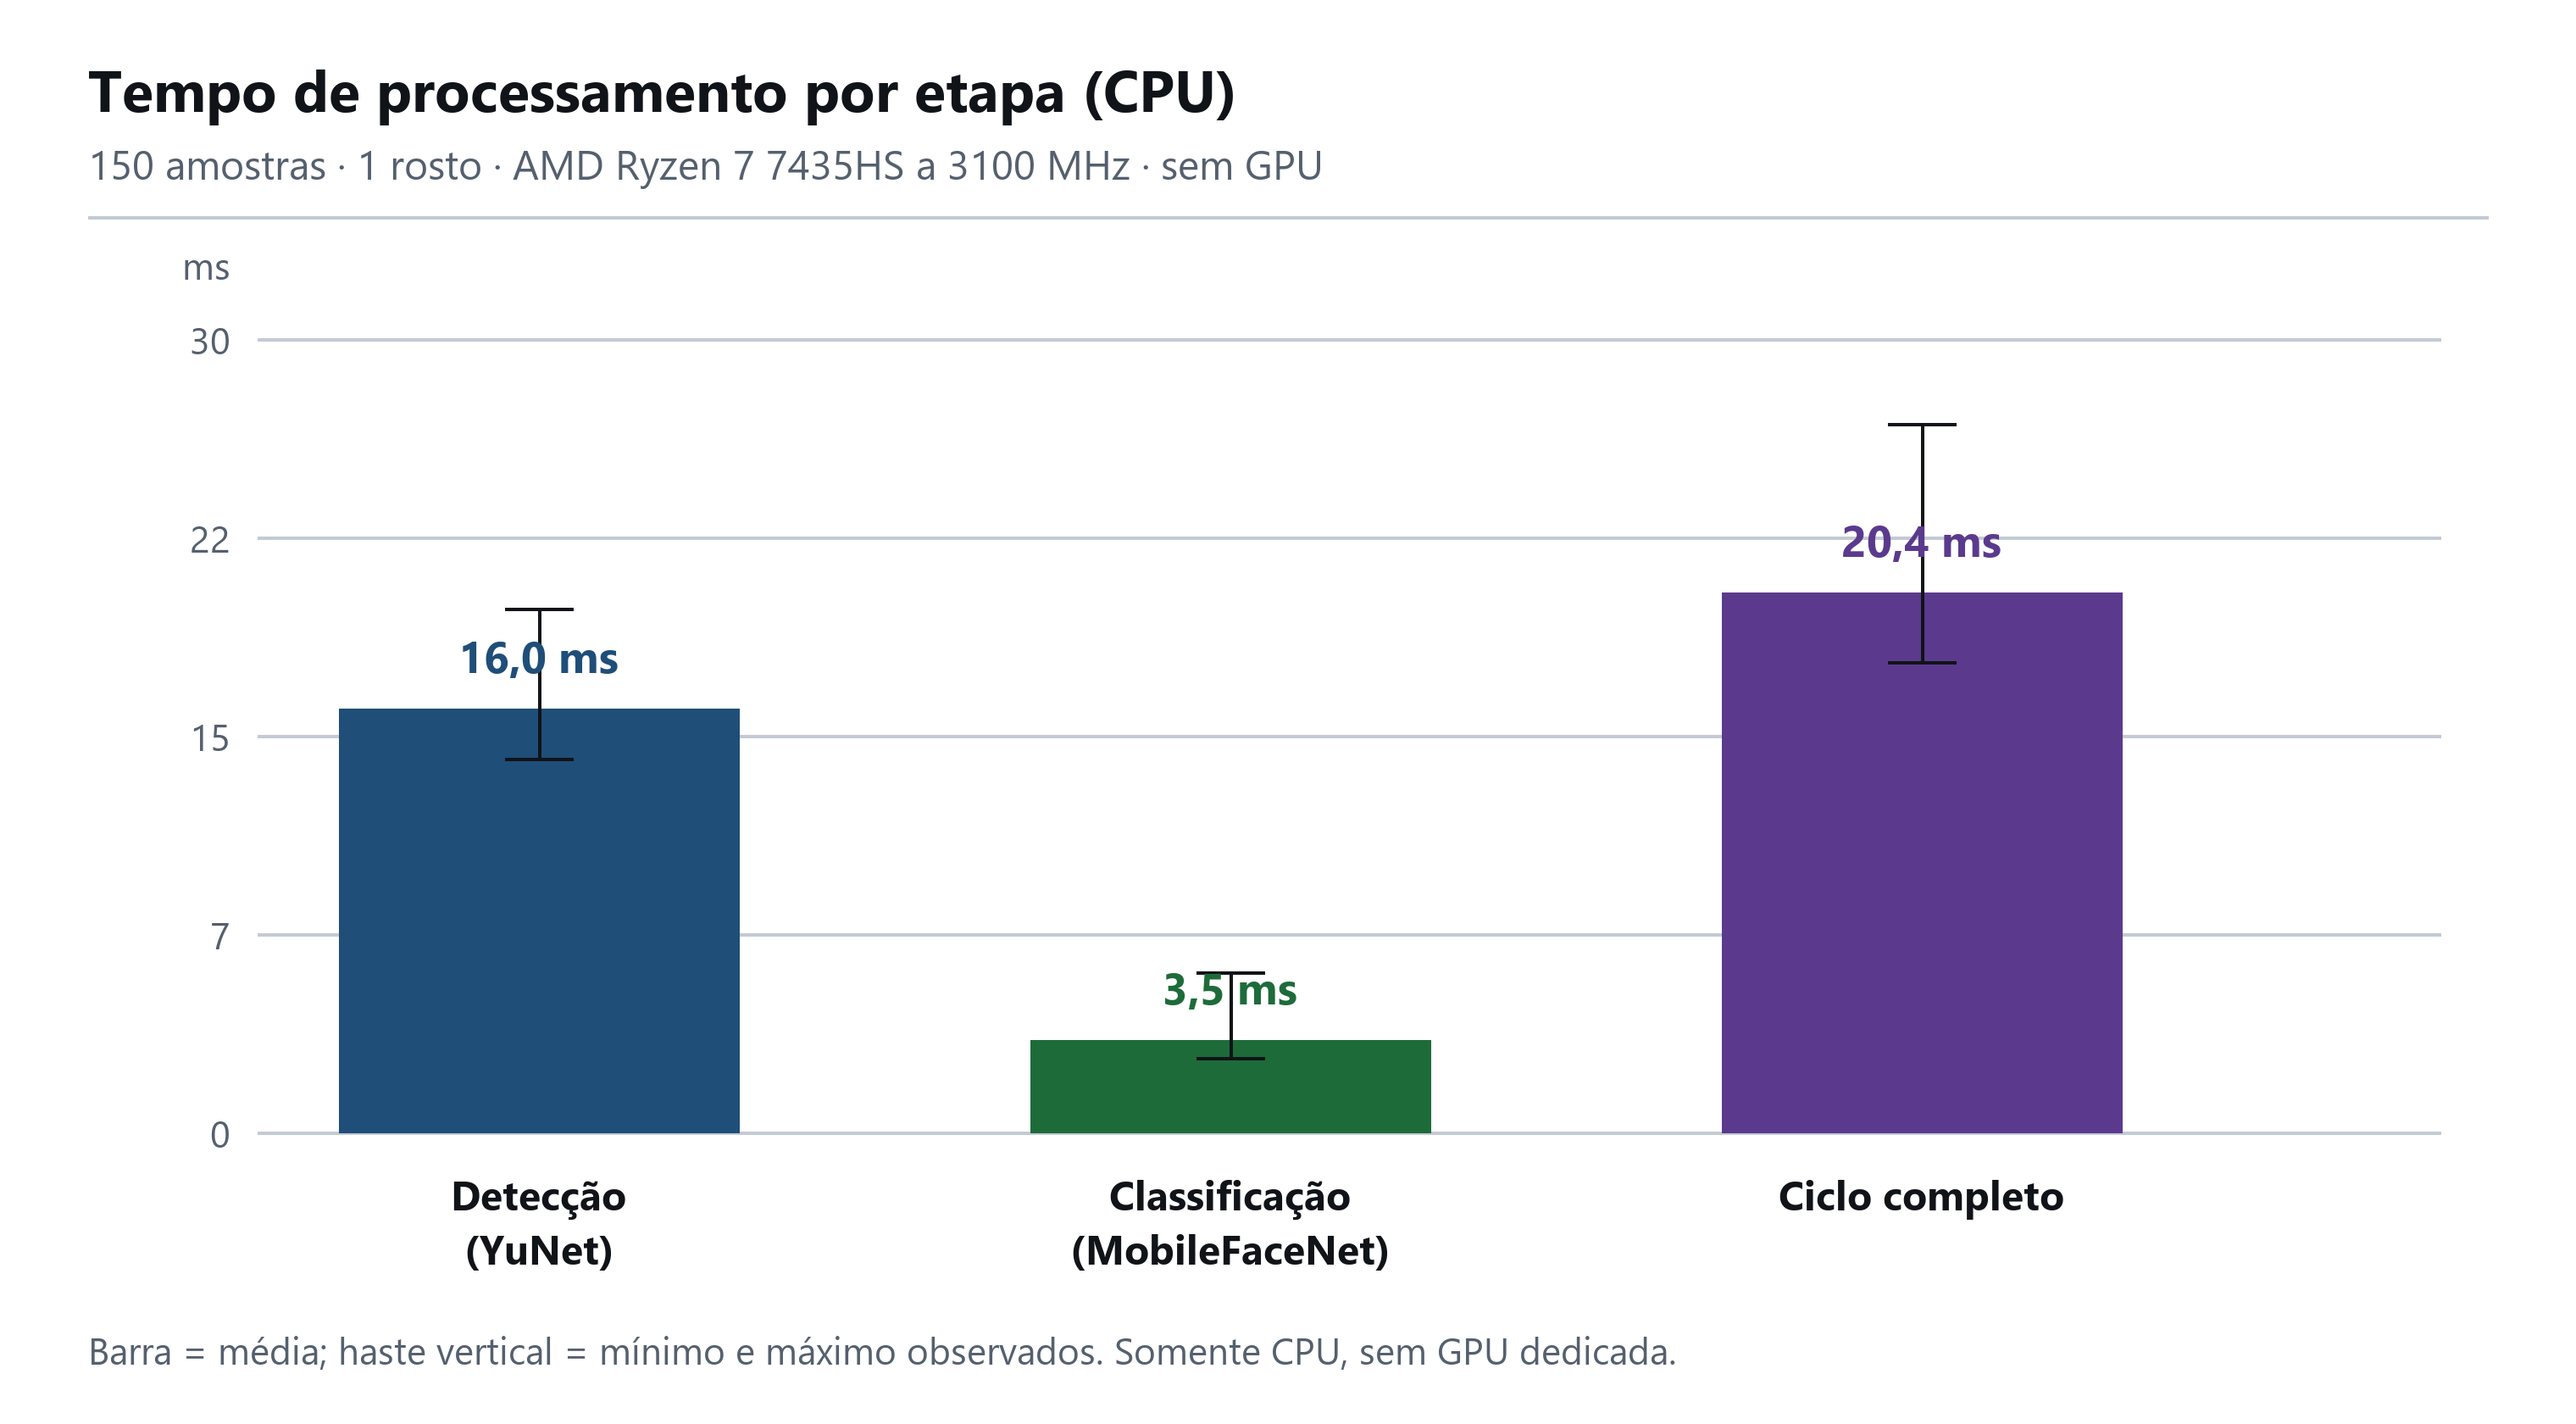 Tempo de processamento por etapa (CPU)
150 amostras · 1 rosto · AMD Ryzen 7 7435HS a 3100 MHz · sem GPU
ms
30
22
15
7
0
16,0 ms
3,5 ms
20,4 ms
Detecção
(YuNet)
Classificação
(MobileFaceNet)
Ciclo completo
Barra = média; haste vertical = mínimo e máximo observados. Somente CPU, sem GPU dedicada.